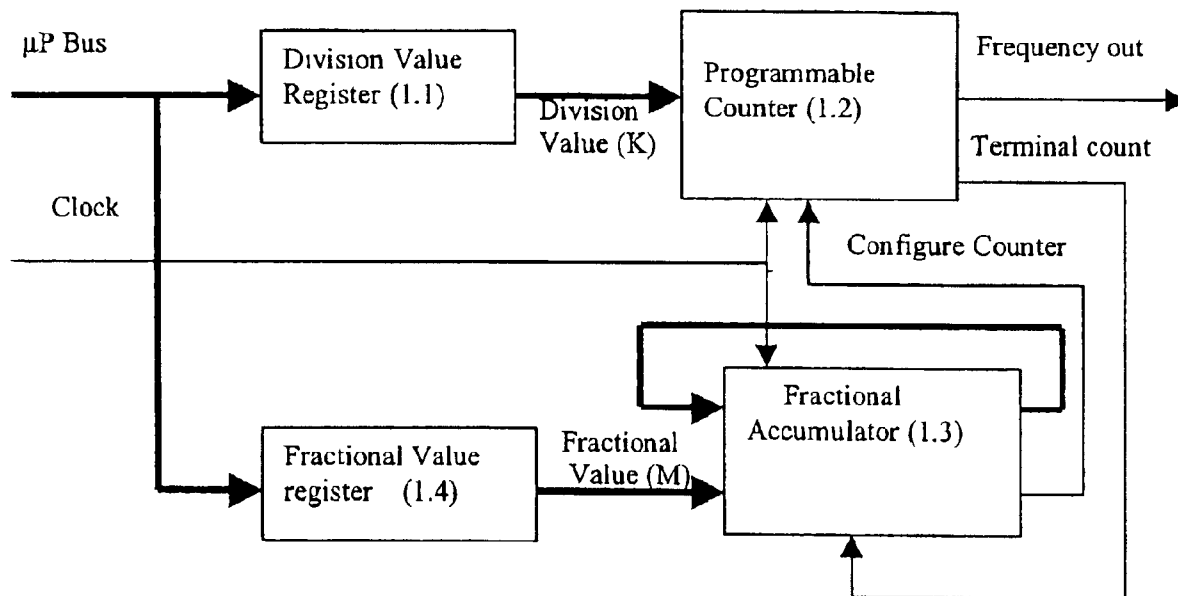 µP Bus
Division Value
Register (1.1)
Division
Value (K)
Programmable
Counter (1.2)
Frequency out
Terminal count
Clock
Configure Counter
Fractional Value
register (1.4)
Fractional
Value (M)
Fractional
Accumulator (1.3)